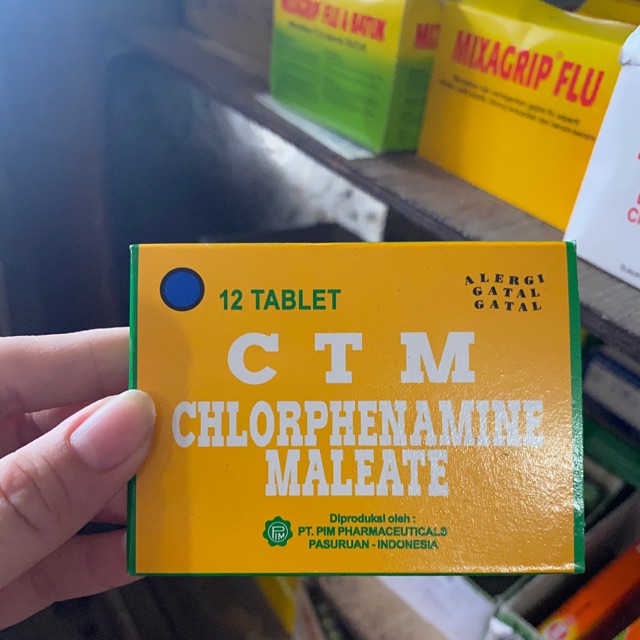 MIXAGRIP FLU & BATUK
MIXAGRIP® FLU
12 TABLET
ALERGI
GATAL
GATAL
CTM
CHLORPHENAMINE
MALEATE
PIM
Diproduksi oleh :
PT. PIM PHARMACEUTICALS
PASURUAN - INDONESIA